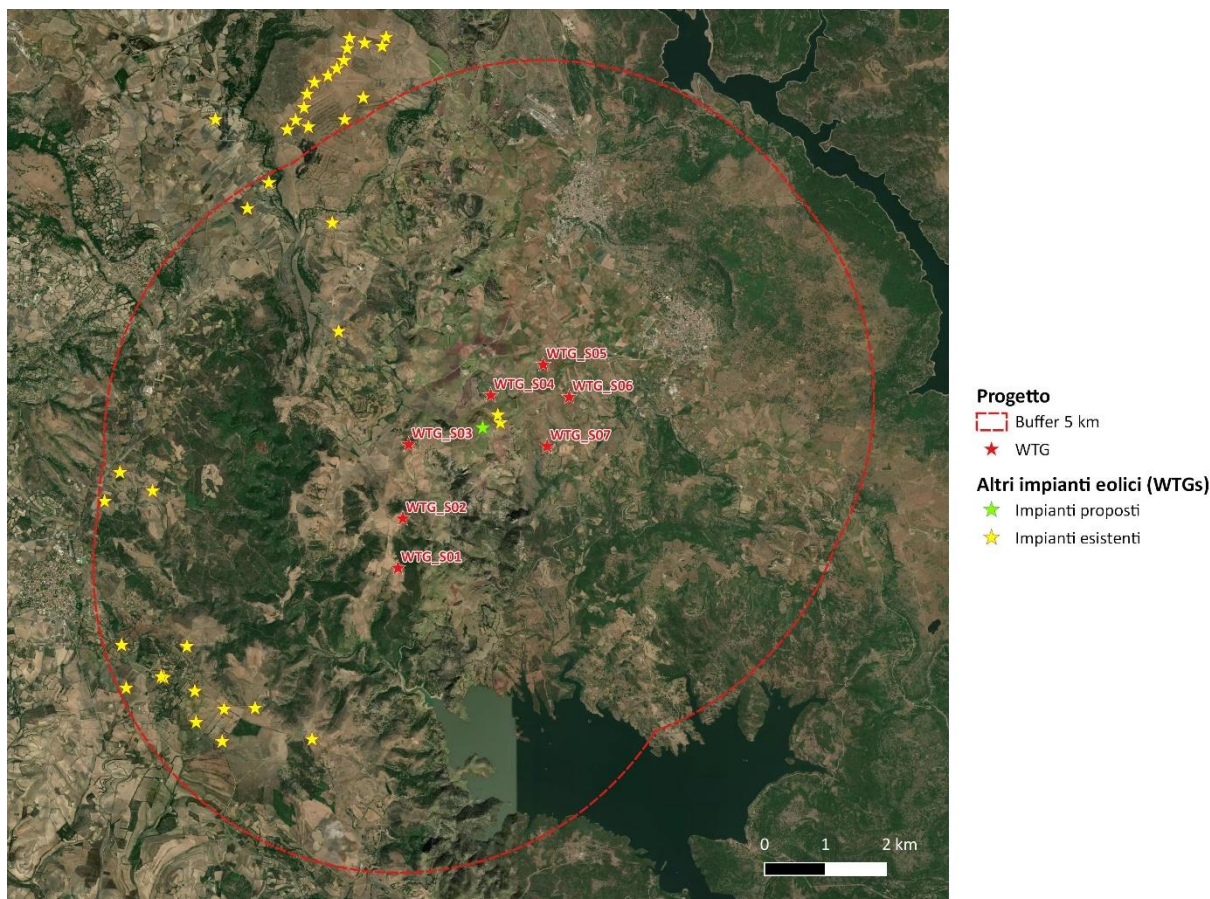 WTG_S05
WTG_S04
WTG_S06
WTG_S03
WTG_S07
WTG_S02
WTG_S01
0 1 2 km
Progetto
Buffer 5 km
WTG
Altri impianti eolici (WTGs)
Impianti proposti
Impianti esistenti